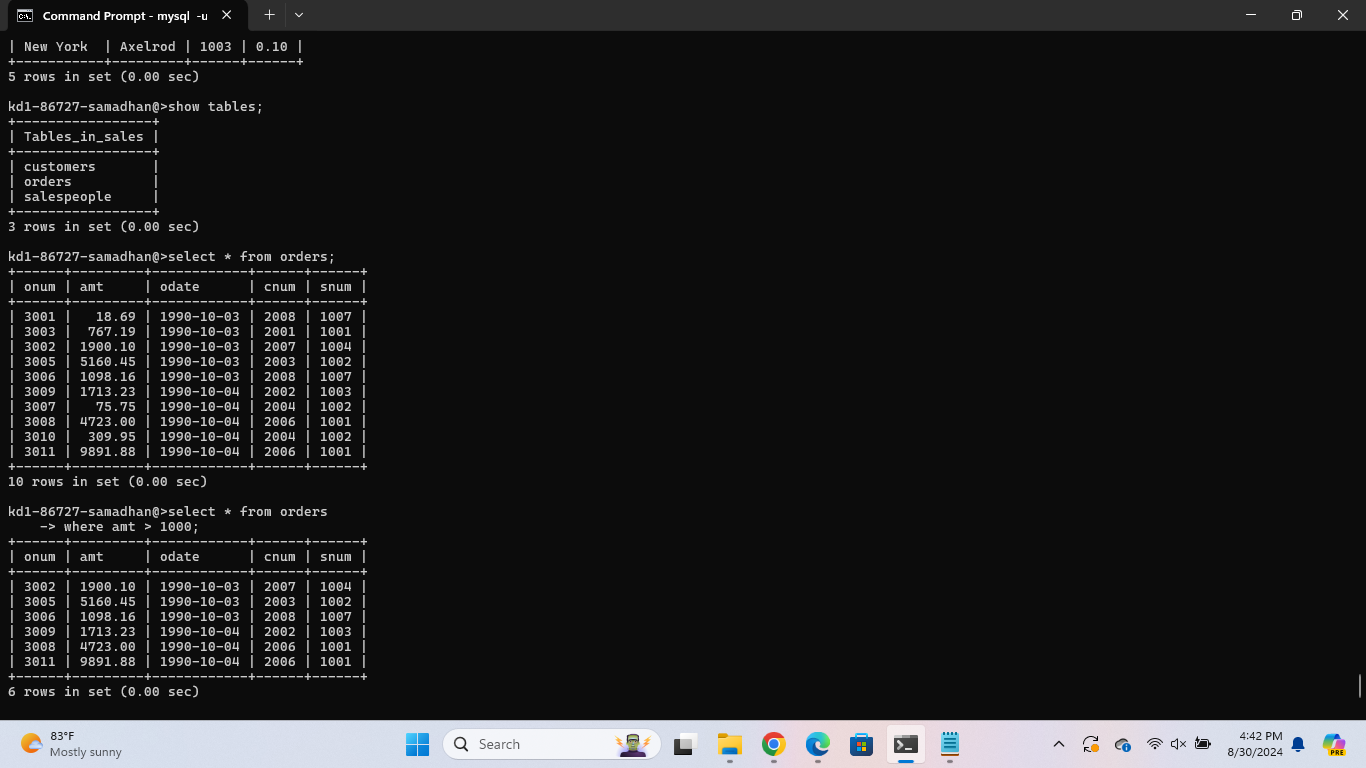 Command Prompt - mysql -u
| New York  | Axelrod | 1003 | 0.10 |
+-----------+---------+------+------+
5 rows in set (0.00 sec)
kd1-86727-samadhan@>show tables;
+-----------------+
| Tables_in_sales |
+-----------------+
| customers       |
| orders          |
| salespeople     |
+-----------------+
3 rows in set (0.00 sec)
kd1-86727-samadhan@>select * from orders;
+------+---------+------------+------+------+
| onum | amt     | odate      | cnum | snum |
+------+---------+------------+------+------+
| 3001 |   18.69 | 1990-10-03 | 2008 | 1007 |
| 3003 |  767.19 | 1990-10-03 | 2001 | 1001 |
| 3002 | 1900.10 | 1990-10-03 | 2007 | 1004 |
| 3005 | 5160.45 | 1990-10-03 | 2003 | 1002 |
| 3006 | 1098.16 | 1990-10-03 | 2008 | 1007 |
| 3009 | 1713.23 | 1990-10-04 | 2002 | 1003 |
| 3007 |   75.75 | 1990-10-04 | 2004 | 1002 |
| 3008 | 4723.00 | 1990-10-04 | 2006 | 1001 |
| 3010 |  309.95 | 1990-10-04 | 2004 | 1002 |
| 3011 | 9891.88 | 1990-10-04 | 2006 | 1001 |
+------+---------+------------+------+------+
10 rows in set (0.00 sec)
kd1-86727-samadhan@>select * from orders
    -> where amt > 1000;
+------+---------+------------+------+------+
| onum | amt     | odate      | cnum | snum |
+------+---------+------------+------+------+
| 3002 | 1900.10 | 1990-10-03 | 2007 | 1004 |
| 3005 | 5160.45 | 1990-10-03 | 2003 | 1002 |
| 3006 | 1098.16 | 1990-10-03 | 2008 | 1007 |
| 3009 | 1713.23 | 1990-10-04 | 2002 | 1003 |
| 3008 | 4723.00 | 1990-10-04 | 2006 | 1001 |
| 3011 | 9891.88 | 1990-10-04 | 2006 | 1001 |
+------+---------+------------+------+------+
6 rows in set (0.00 sec)
83°F
Mostly sunny
Search
4:42 PM
8/30/2024
PRE